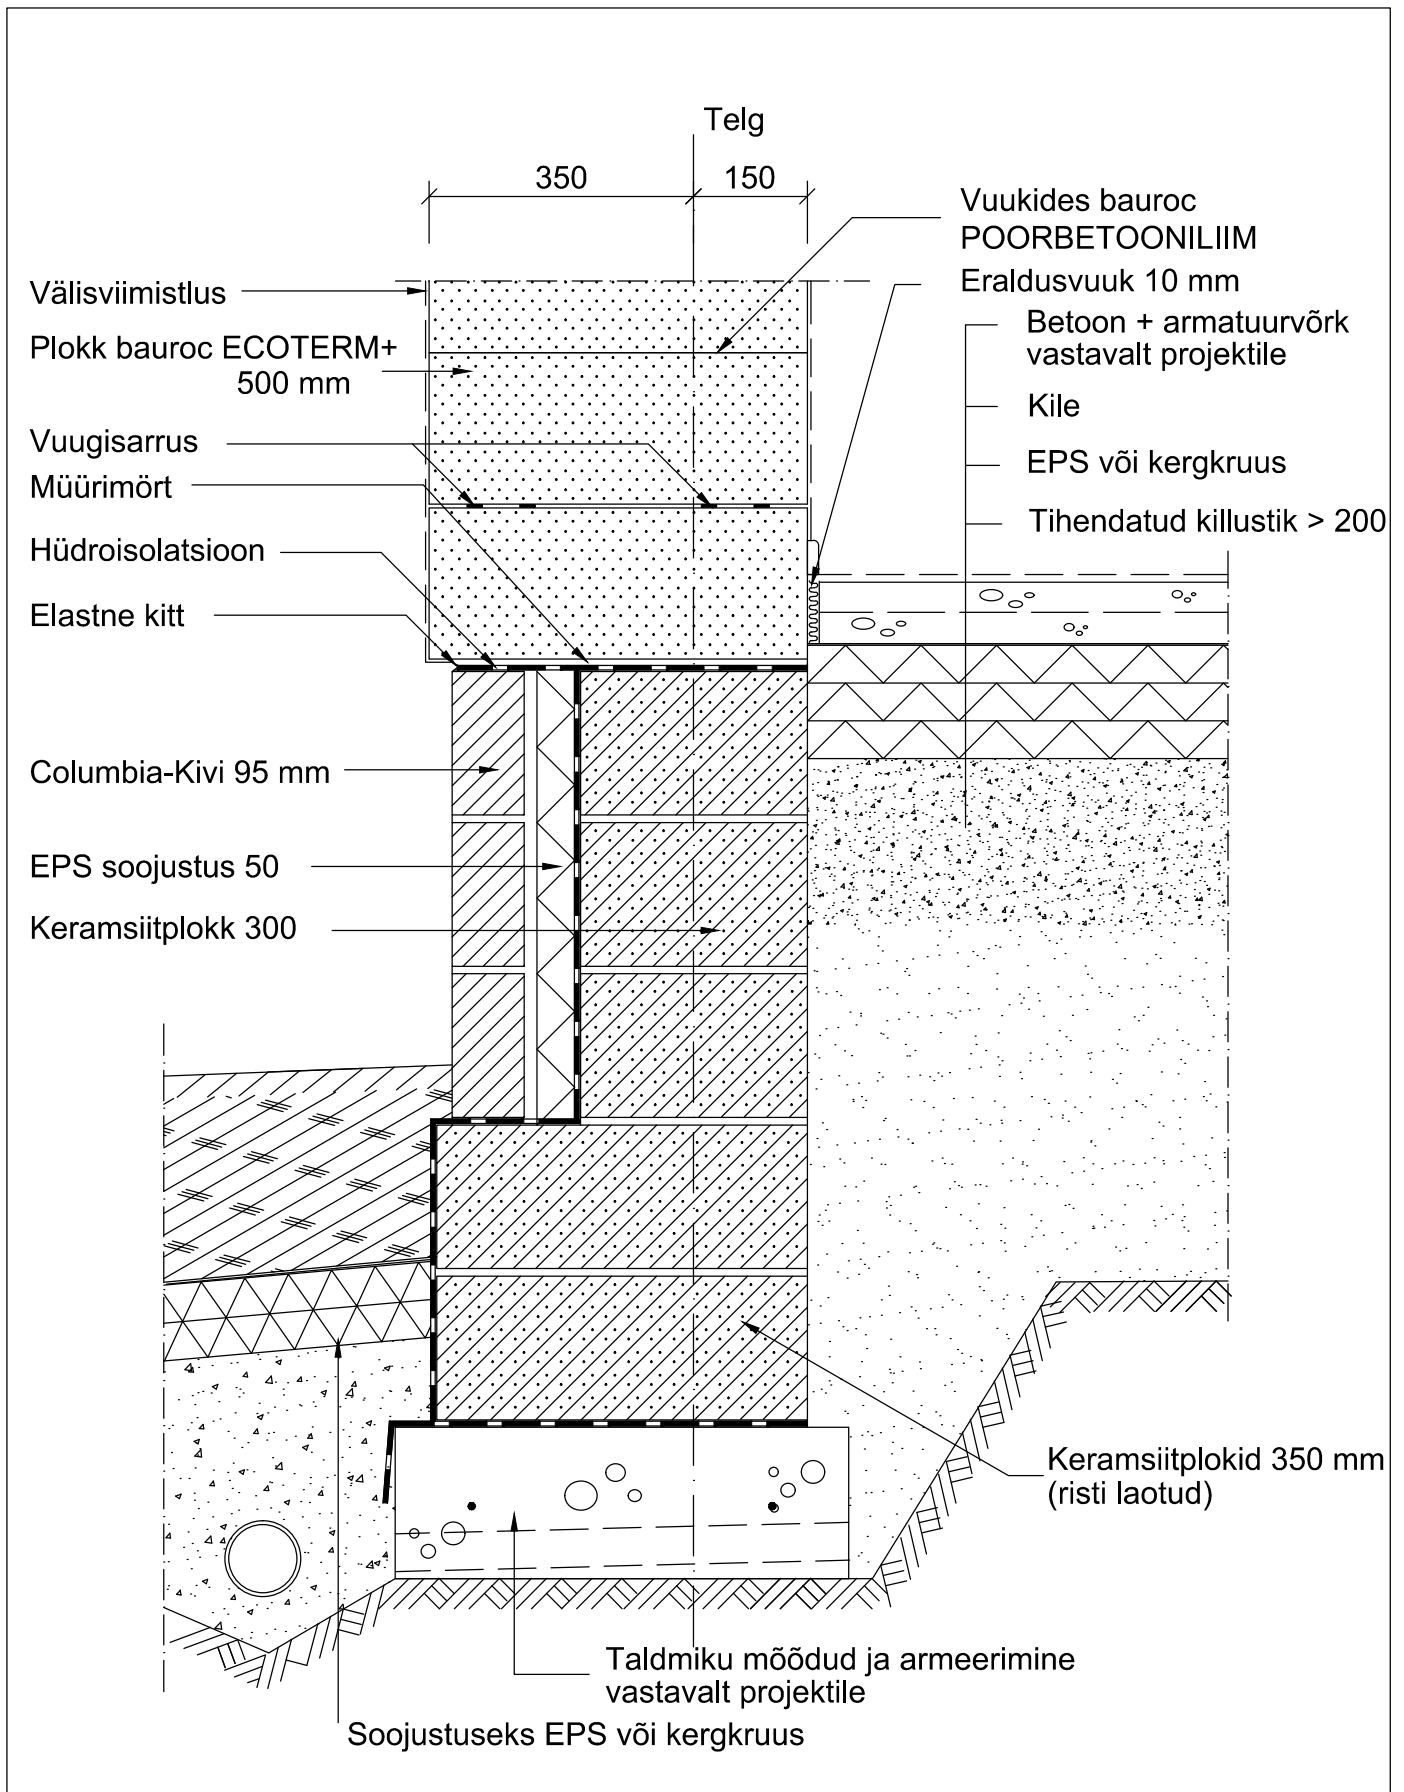 Telg
350
150
Vuukides bauroc
POORBETOONILIIM
Eraldusvuuk 10 mm
Betoon + armatuurvõrk
vastavalt projektile
Kile
EPS või kergkruus
Tihendatud killustik > 200
Välisviimistlus
Plokk bauroc ECOTERM+
500 mm
Vuugisarrus
Müürimört
Hüdroisolatsioon
Elastne kitt
Columbia-Kivi 95 mm
EPS soojustus 50
Keramsiitplokk 300
Keramsiitplokid 350 mm
(risti laotud)
Taldmiku mõõdud ja armeerimine
vastavalt projektile
Soojustuseks EPS või kergkruus